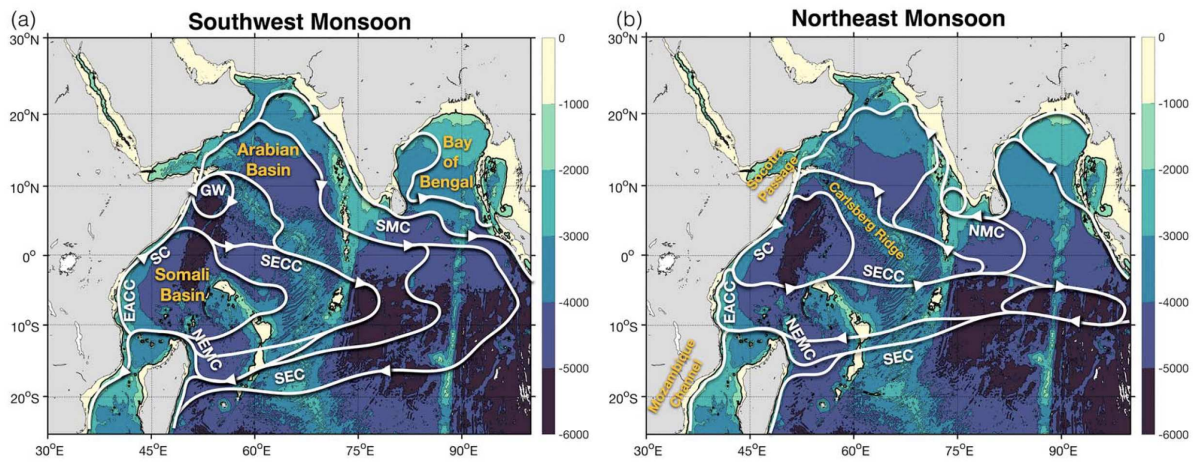 (a)
Southwest Monsoon
30°N
20°N
10°N
0°
10°S
20°S
30°E
45°E
60°E
75°E
90°E
Arabian
Basin
Bay
of
Bengal
GW
SMC
SC
SECC
Somali
Basin
EACC
NEMC
SEC
0
-1000
-2000
-3000
-4000
-5000
-6000
(b)
Northeast Monsoon
30°N
20°N
10°N
0°
10°S
20°S
30°E
45°E
60°E
75°E
90°E
Socotra
Passage
Carlsberg Ridge
NMC
SC
SECC
EACC
NEMC
SEC
Mozambique
Channel
0
-1000
-2000
-3000
-4000
-5000
-6000